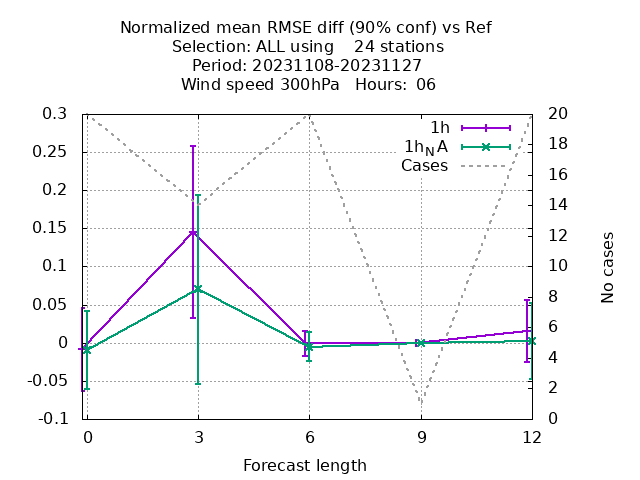 Normalized mean RMSE diff (90% conf) vs Ref
Selection: ALL using    24 stations
Period: 20231108-20231127
Wind speed 300hPa   Hours: 06
0.3
0.25
0.2
0.15
0.1
0.05
0
-0.05
-0.1
1h
1h_NA
Cases
20
18
16
14
12
10
8
6
4
2
0
No cases
0 3 6 9 12
Forecast length